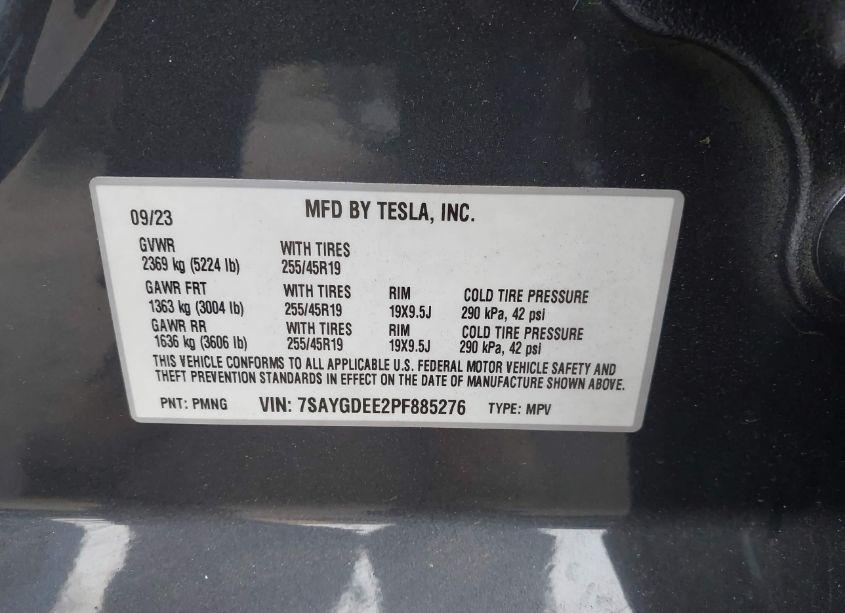 09/23 MFD BY TESLA, INC.
GVWR WITH TIRES
2369 kg (5224 lb) 255/45R19
GAWR FRT WITH TIRES RIM COLD TIRE PRESSURE
1363 kg (3004 lb) 255/45R19 19X9.5J 290 kPa, 42 psi
GAWR RR WITH TIRES RIM COLD TIRE PRESSURE
1636 kg (3606 lb) 255/45R19 19X9.5J 290 kPa, 42 psi
THIS VEHICLE CONFORMS TO ALL APPLICABLE U.S. FEDERAL MOTOR VEHICLE SAFETY AND
THEFT PREVENTION STANDARDS IN EFFECT ON THE DATE OF MANUFACTURE SHOWN ABOVE.
PNT: PMNG VIN: 7SAYGDEE2PF885276 TYPE: MPV